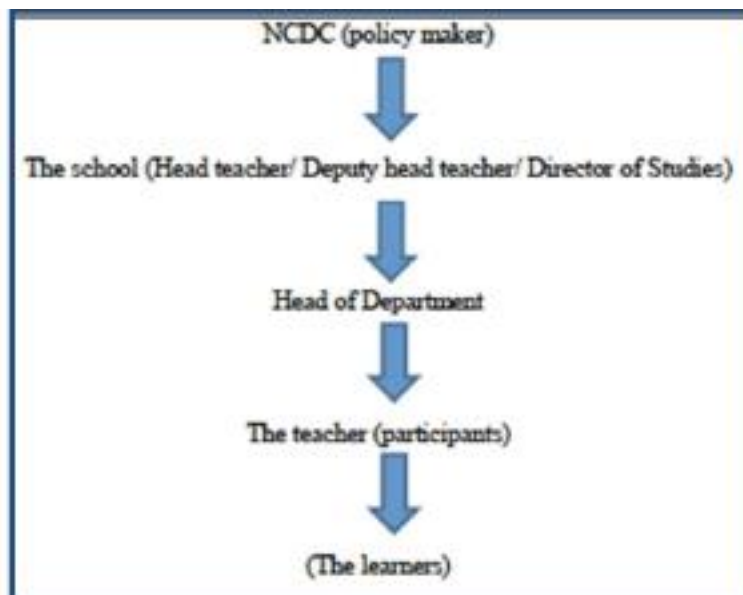 NCDC (policy maker)
The school (Head teacher/ Deputy head teacher/ Director of Studies)
Head of Department
The teacher (participants)
(The learners)